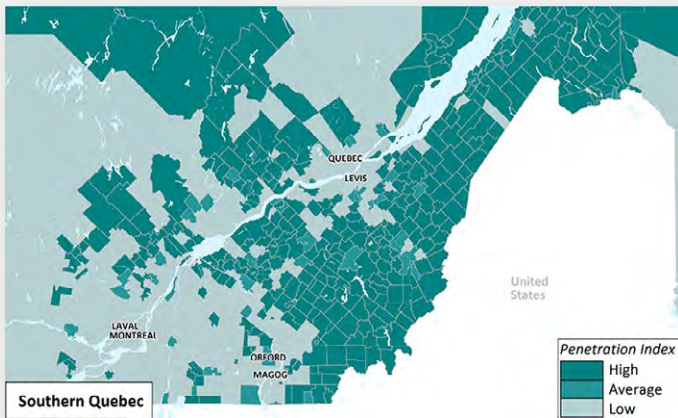 QUEBEC
LEVIS
United
States
LAVAL
MONTREAL
ORFORD
MAGOG
Southern Quebec
Penetration Index
High
Average
Low